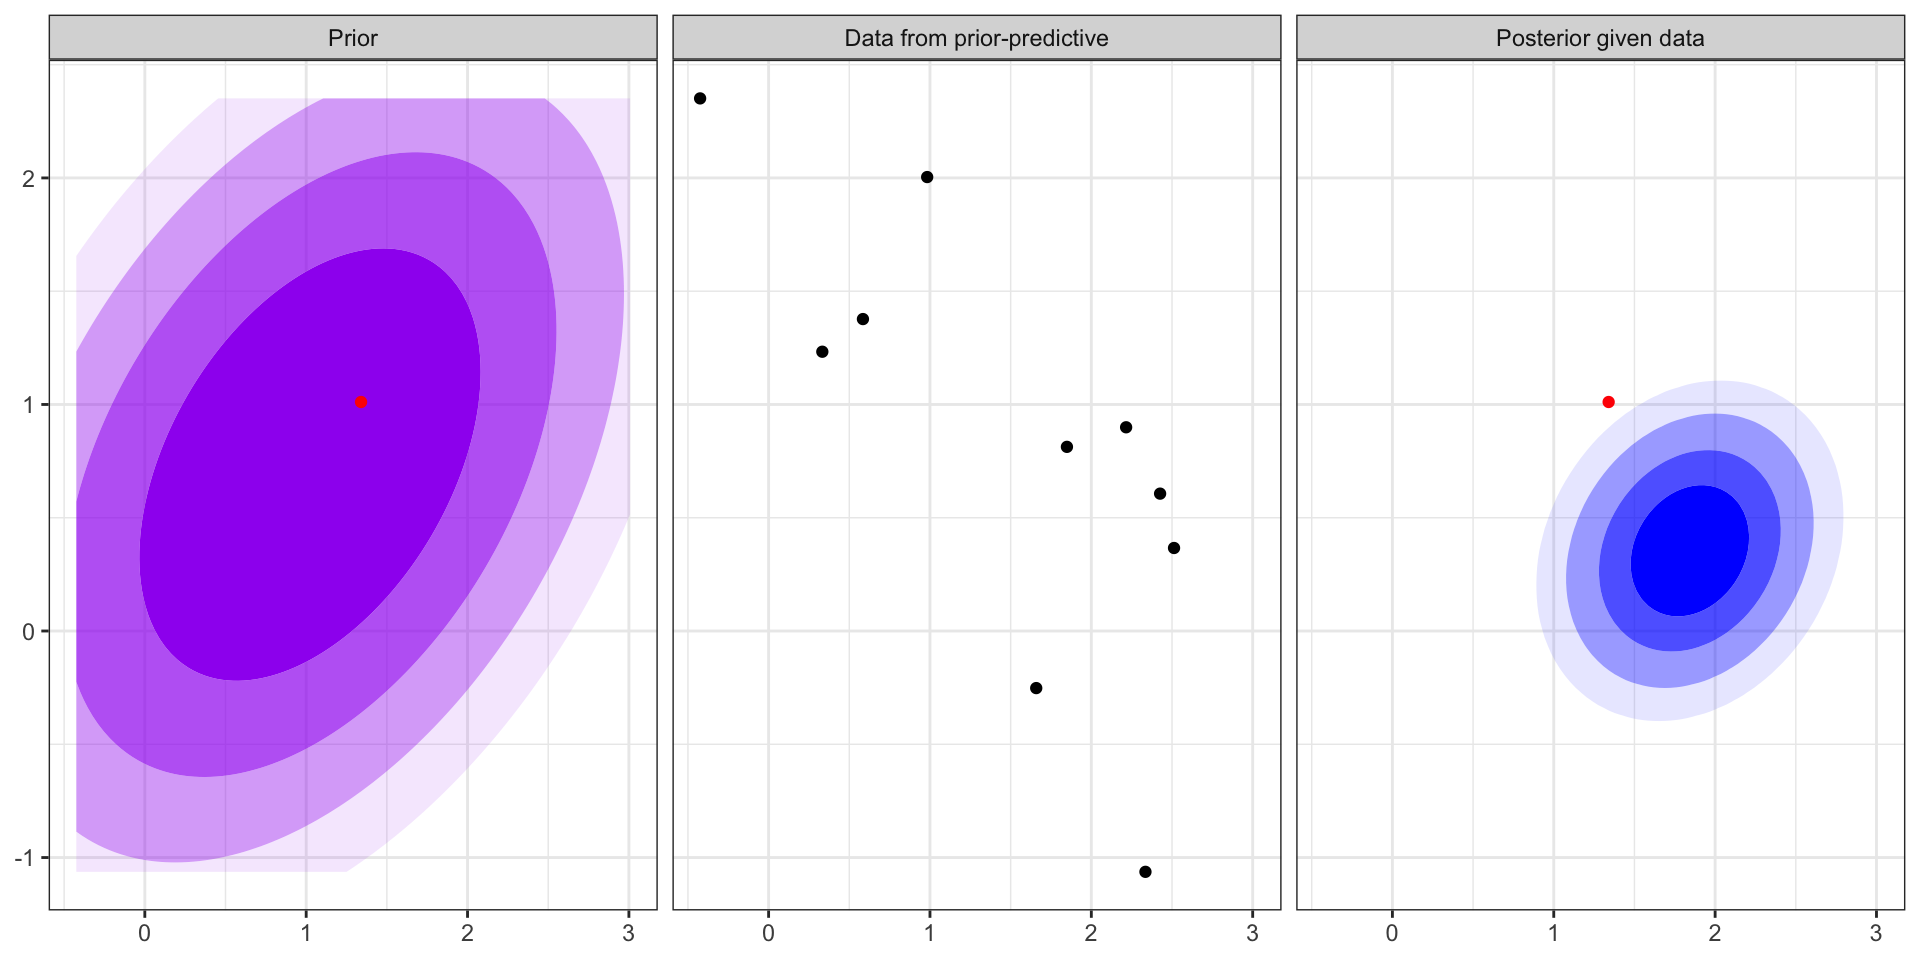 Prior
Data from prior-predictive
Posterior given data
2
1
0
-1
0 1 2 3
0 1 2 3
0 1 2 3